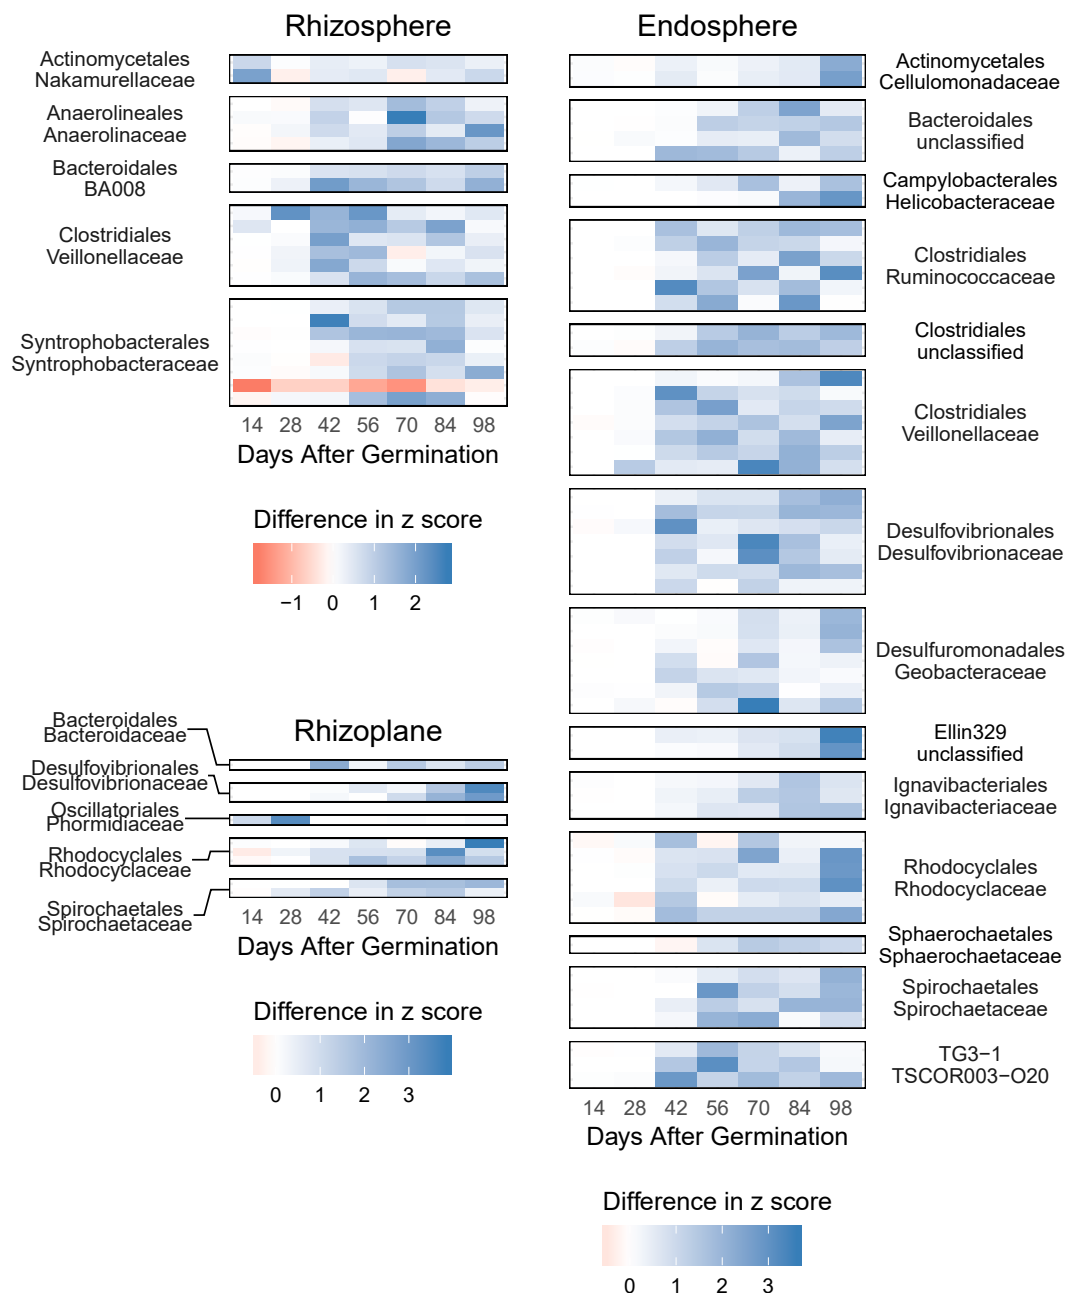 Rhizosphere
Actinomycetales
Nakamurellaceae
Anaerolineales
Anaerolinaceae
Bacteroidales
BA008
Clostridiales
Veillonellaceae
Syntrophobacterales
Syntrophobacteraceae
14 28 42 56 70 84 98
Days After Germination
Difference in z score
−1 0 1 2
Rhizoplane
Bacteroidales
Bacteroidaceae
Desulfovibrionales
Desulfovibrionaceae
Oscillatoriales
Phormidiaceae
Rhodocyclales
Rhodocyclaceae
Spirochaetales
Spirochaetaceae
14 28 42 56 70 84 98
Days After Germination
Difference in z score
0 1 2 3
Endosphere
Actinomycetales
Cellulomonadaceae
Bacteroidales
unclassified
Campylobacterales
Helicobacteraceae
Clostridiales
Ruminococcaceae
Clostridiales
unclassified
Clostridiales
Veillonellaceae
Desulfovibrionales
Desulfovibrionaceae
Desulfuromonadales
Geobacteraceae
Ellin329
unclassified
Ignavibacteriales
Ignavibacteriaceae
Rhodocyclales
Rhodocyclaceae
Sphaerochaetales
Sphaerochaetaceae
Spirochaetales
Spirochaetaceae
TG3−1
TSCOR003−O20
14 28 42 56 70 84 98
Days After Germination
Difference in z score
0 1 2 3